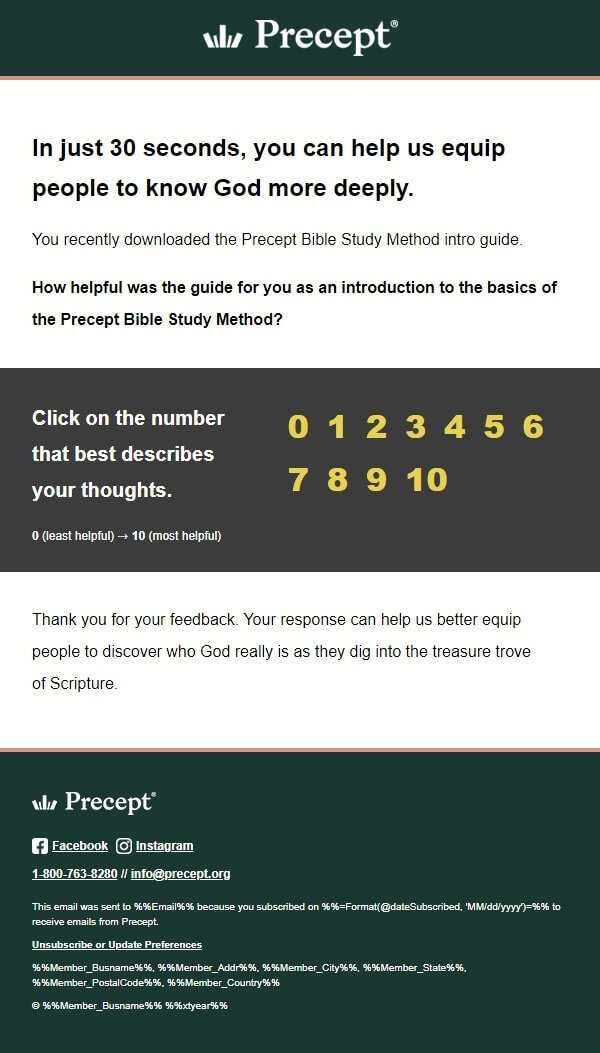 Precept®
In just 30 seconds, you can help us equip
people to know God more deeply.
You recently downloaded the Precept Bible Study Method intro guide.
How helpful was the guide for you as an introduction to the basics of
the Precept Bible Study Method?
Click on the number
that best describes
your thoughts.
0 (least helpful) → 10 (most helpful)
0 1 2 3 4 5 6
7 8 9 10
Thank you for your feedback. Your response can help us better equip
people to discover who God really is as they dig into the treasure trove
of Scripture.
Precept®
Facebook Instagram
1-800-763-8280 // info@precept.org
This email was sent to %%Email%% because you subscribed on %%=Format(@dateSubscribed, 'MM/dd/yyyy')=%% to
receive emails from Precept.
Unsubscribe or Update Preferences
%%Member_Busname%%, %%Member_Addr%%, %%Member_City%%, %%Member_State%%,
%%Member_PostalCode%%, %%Member_Country%%
© %%Member_Busname%% %%xtyear%%